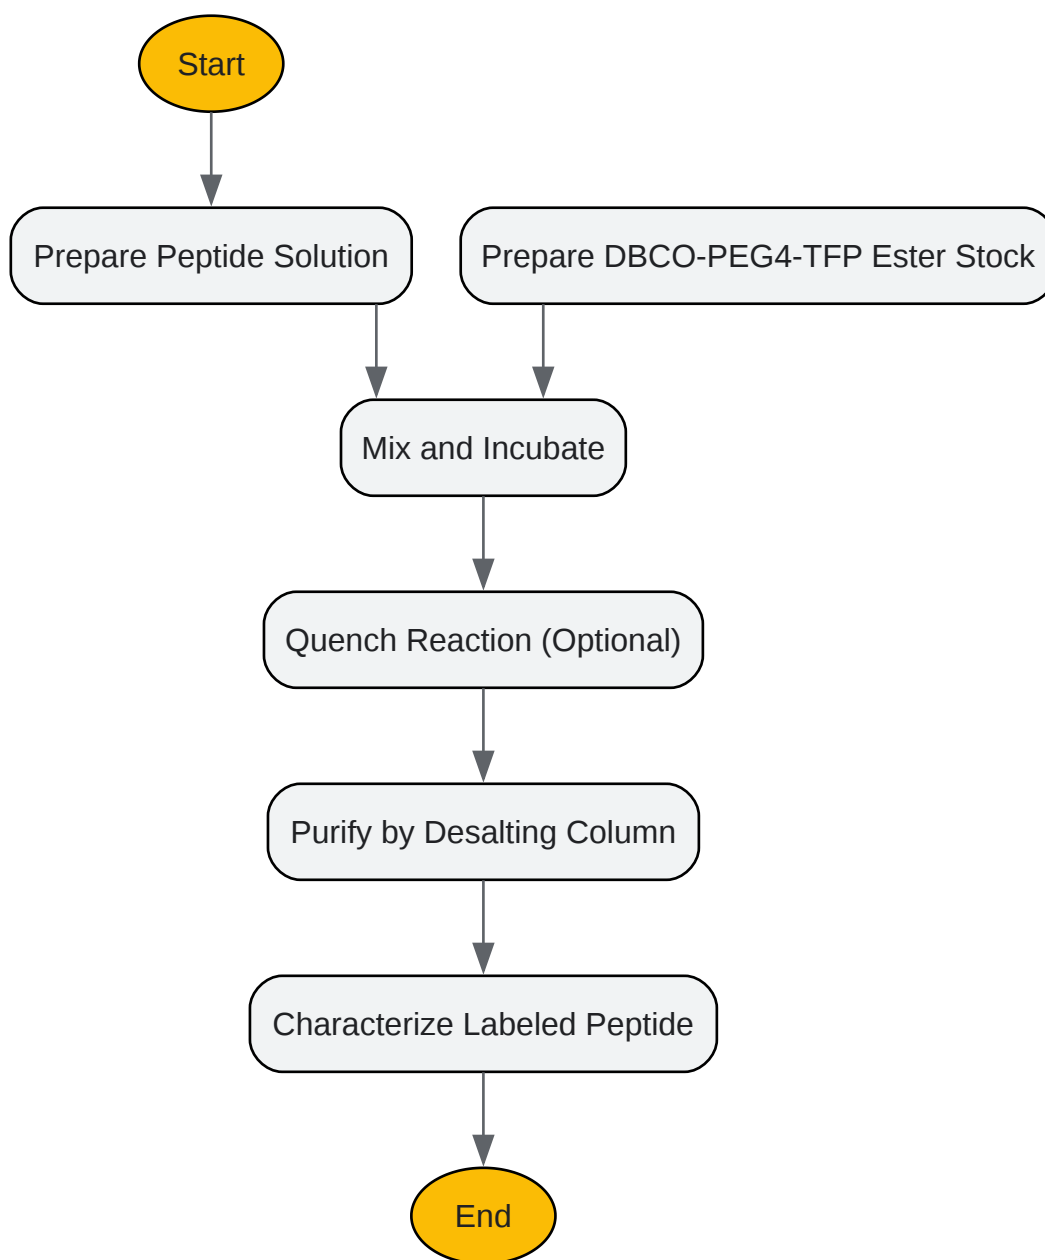 Start
Prepare Peptide Solution
Prepare DBCO-PEG4-TFP Ester Stock
Mix and Incubate
Quench Reaction (Optional)
Purify by Desalting Column
Characterize Labeled Peptide
End